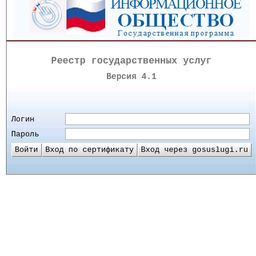 ИНФОРМАЦИОННОЕ
ОБЩЕСТВО
Государственная программа
Реестр государственных услуг
Версия 4.1
Логин
Пароль
Войти Вход по сертификату Вход через gosuslugi.ru